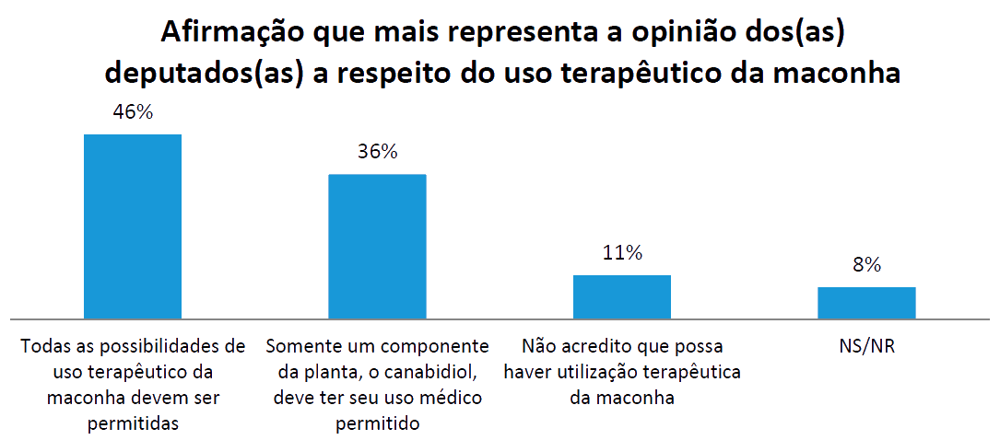 Afirmação que mais representa a opinião dos(as)
deputados(as) a respeito do uso terapêutico da maconha
46%
36%
11%
8%
Todas as possibilidades de
uso terapêutico da
maconha devem ser
permitidas
Somente um componente
da planta, o canabidiol,
deve ter seu uso médico
permitido
Não acredito que possa
haver utilização terapêutica
da maconha
NS/NR